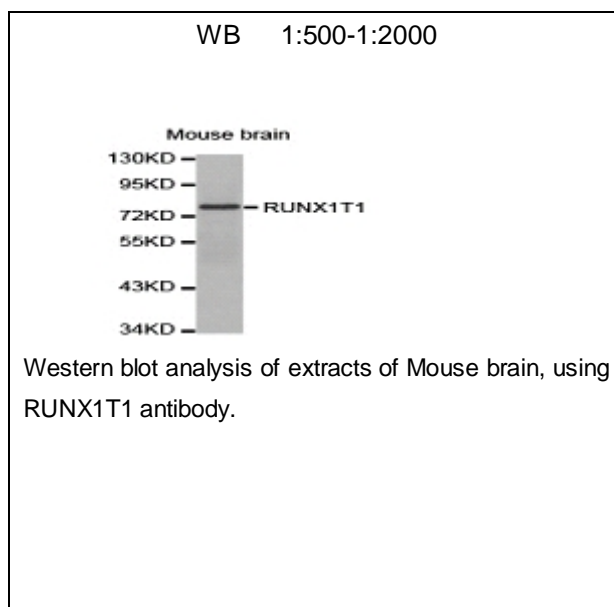 WB 1:500-1:2000
Mouse brain
130KD
95KD
72KD
RUNX1T1
55KD
43KD
34KD
Western blot analysis of extracts of Mouse brain, using
RUNX1T1 antibody.